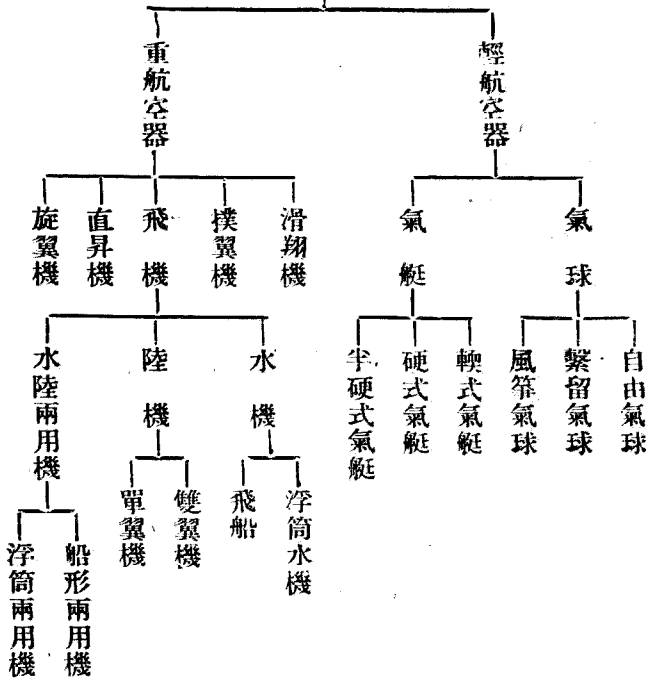 輕航空器
重航空器
氣球
氣艇
滑翔機
撲翼機
飛機
直昇機
旋翼機
自由氣球
繫留氣球
風箏氣球
輭式氣艇
硬式氣艇
半硬式氣艇
水機
陸機
水陸兩用機
浮筒水機
飛船
雙翼機
單翼機
船形兩用機
浮筒兩用機